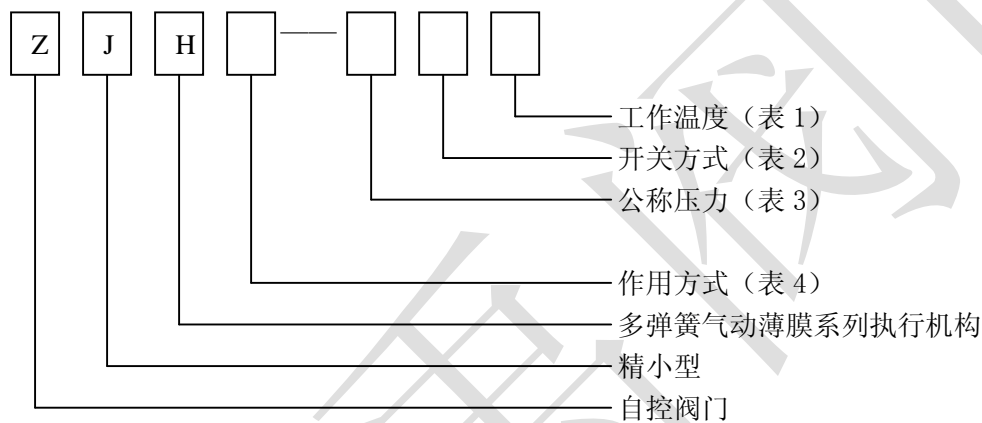 Z J H ——
工作温度（表 1）
开关方式（表 2）
公称压力（表 3）
作用方式（表 4）
多弹簧气动薄膜系列执行机构
精小型
自控阀门